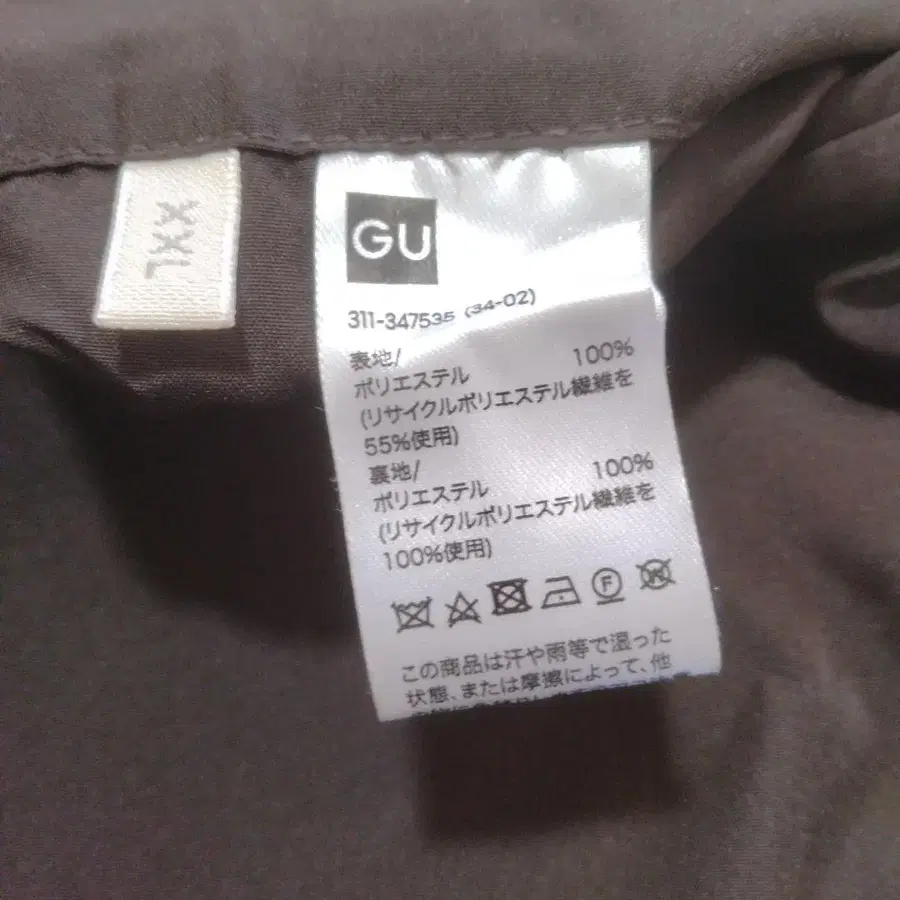 XXL
GU
311-347535 (34-02)
表地/
ポリエステル 100%
(リサイクルポリエステル繊維を
55%使用)
裏地/
ポリエステル 100%
(リサイクルポリエステル繊維を
100%使用)
F
W
この商品は汗や雨等で湿った
状態、または摩擦によって、他